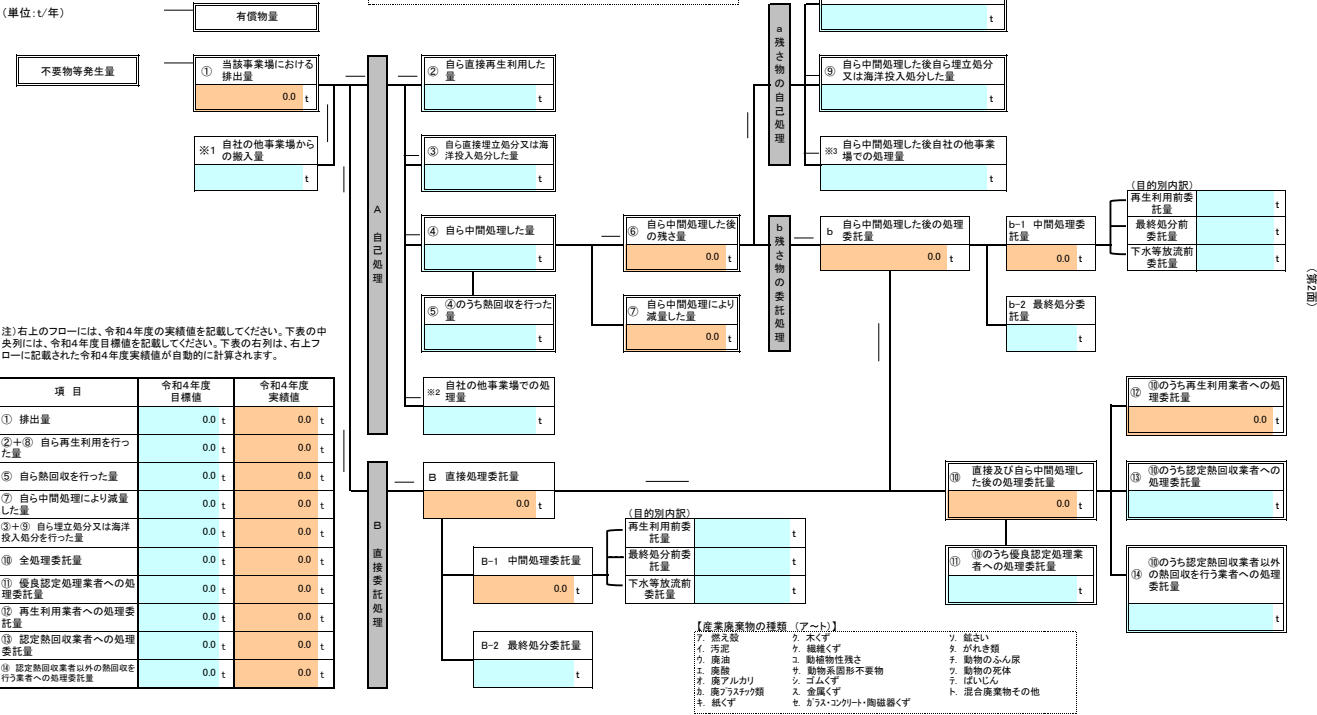 (単位:t/年)
有償物量
t
不要物等発生量
① 当該事業場における
排出量
0.0 t
※1 自社の他事業場から
の搬入量
t
A 自己処理
② 自ら直接再生利用した
量
t
③ 自ら直接埋立処分又は海
洋投入処分した量
t
④ 自ら中間処理した量
t
⑤ ④のうち熱回収を行った
量
t
※2 自社の他事業場での処
理量
t
⑥ 自ら中間処理した後
の残さ量
0.0 t
⑦ 自ら中間処理により
減量した量
0.0 t
a 残さ物の自己処理
⑨ 自ら中間処理した後自ら埋立処分
又は海洋投入処分した量
t
※3 自ら中間処理した後自社の他事業
場での処理量
t
b 残さ物の委託処理
b 自ら中間処理した後の処理
委託量
0.0 t
b-1 中間処理委
託量
0.0 t
b-2 最終処分委
託量
t
(目的別内訳)
再生利用前委
託量 t
最終処分前
委託量 t
下水等放流前
委託量 t
(第2面)
注)右上のフローには、令和4年度の実績値を記載してください。下表の中
央列には、令和4年度目標値を記載してください。下表の右列は、右上フ
ローに記載された令和4年度実績値が自動的に計算されます。
項 目 令和4年度
目標値 令和4年度
実績値
① 排出量 0.0 t 0.0 t
②+⑧ 自ら再生利用を行っ
た量 0.0 t 0.0 t
⑤ 自ら熱回収を行った量 0.0 t 0.0 t
⑦ 自ら中間処理により減量
した量 0.0 t 0.0 t
③+⑨ 自ら埋立処分又は海洋
投入処分を行った量 0.0 t 0.0 t
⑩ 全処理委託量 0.0 t 0.0 t
⑪ 優良認定処理業者への処
理委託量 0.0 t 0.0 t
⑫ 再生利用業者への処理委
託量 0.0 t 0.0 t
⑬ 認定熱回収業者への処理
委託量 0.0 t 0.0 t
⑭ 認定熱回収業者以外の熱回収を
行う業者への処理委託量 0.0 t 0.0 t
B 直接委託処理
B 直接処理委託量
0.0 t
B-1 中間処理委託量
0.0 t
B-2 最終処分委託量
t
(目的別内訳)
再生利用前委
託量 t
最終処分前委
託量 t
下水等放流前
委託量 t
⑩ 直接及び自ら中間処理し
た後の処理委託量
0.0 t
⑪ ⑩のうち優良認定処理業
者への処理委託量
t
⑫ ⑩のうち再生利用業者への処
理委託量
0.0 t
⑬ ⑩のうち認定熱回収業者への
処理委託量
t
⑭ ⑩のうち認定熱回収業者以外
の熱回収を行う業者への処理
委託量
t
【産業廃棄物の種類 (ア~ト)】
ア. 燃え殻 ク. 木くず ソ. 鉱さい
イ. 汚泥 ケ. 繊維くず タ. がれき類
ウ. 廃油 コ. 動植物性残さ チ. 動物のふん尿
エ. 廃酸 サ. 動物系固形不要物 ツ. 動物の死体
オ. 廃アルカリ シ. ゴムくず テ. ばいじん
カ. 廃プラスチック類 ス. 金属くず ト. 混合廃棄物その他
キ. 紙くず セ. ガラス・コンクリート・陶磁器くず